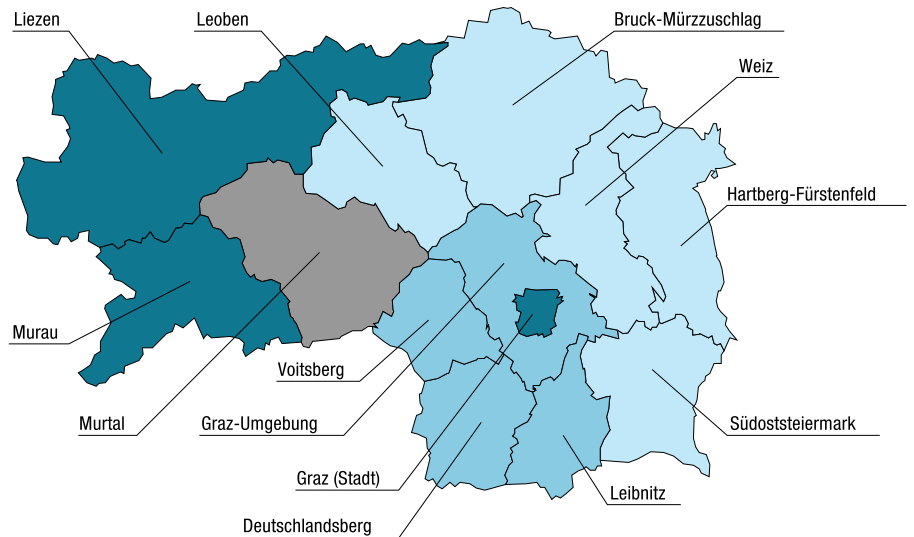 Liezen
Leoben
Bruck-Mürzzuschlag
Weiz
Hartberg-Fürstenfeld
Murau
Voitsberg
Murtal
Graz-Umgebung
Südoststeiermark
Graz (Stadt)
Leibnitz
Deutschlandsberg